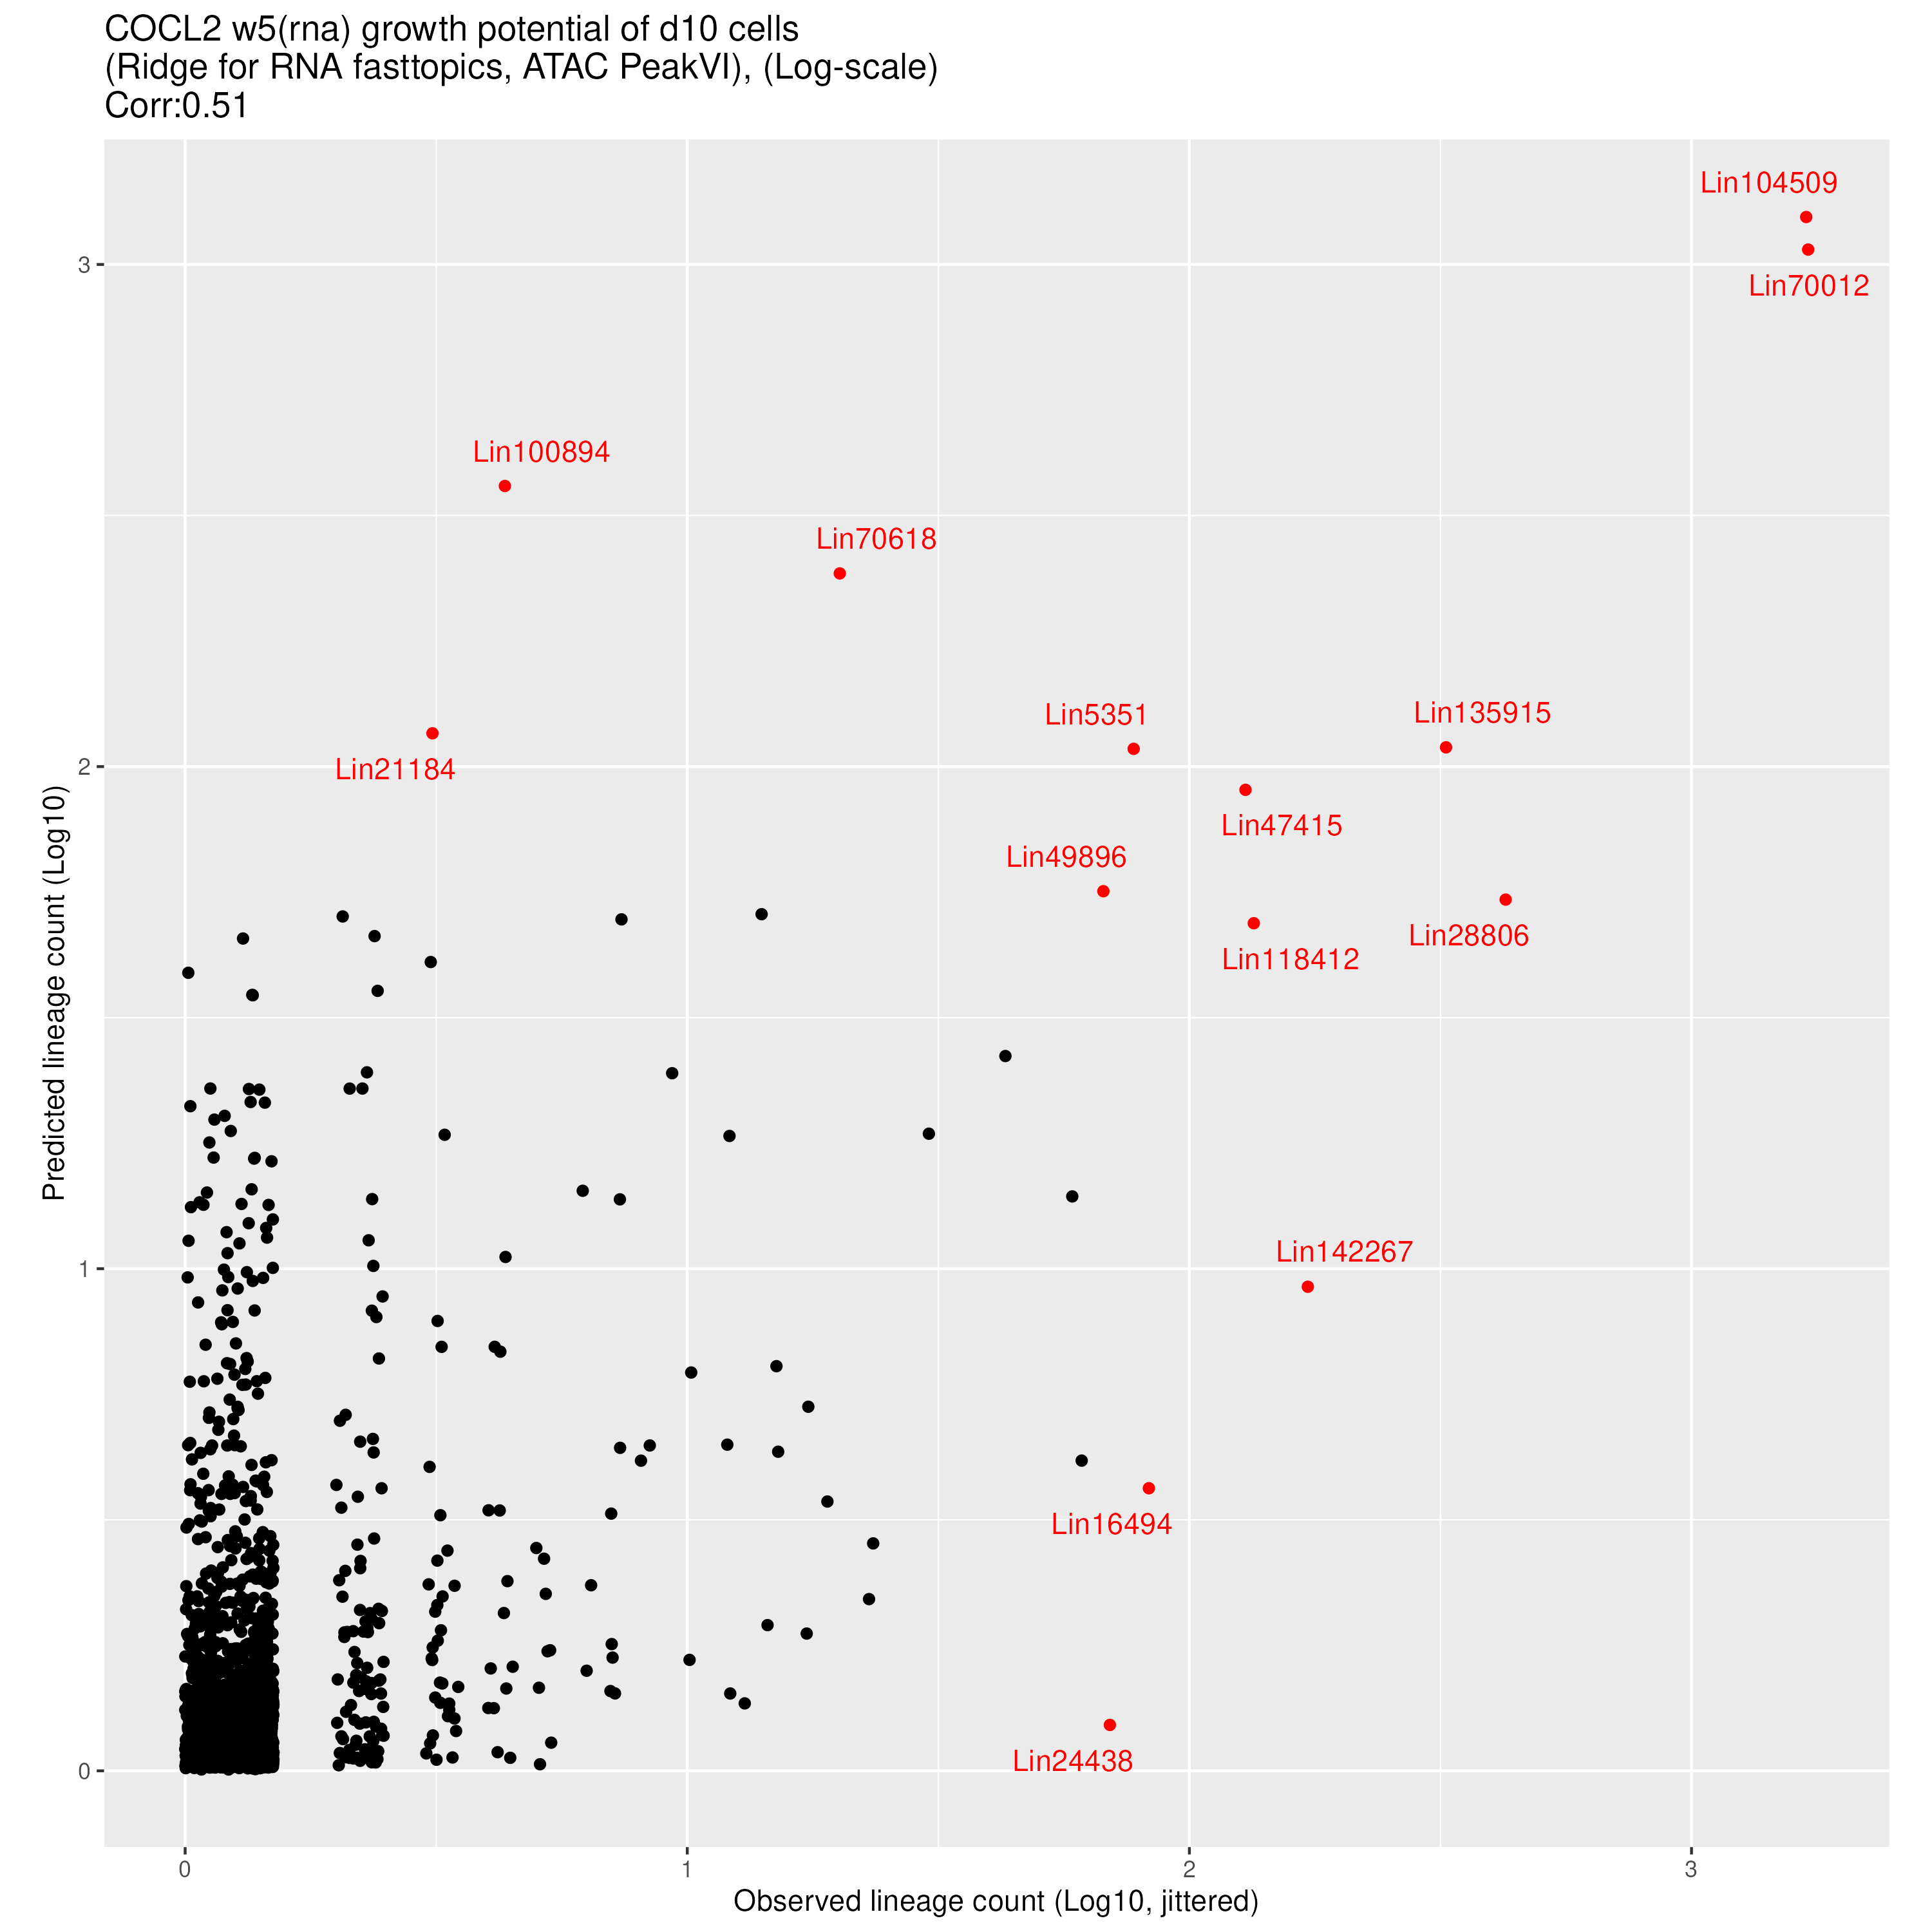 COCL2 w5(rna) growth potential of d10 cells
(Ridge for RNA fasttopics, ATAC PeakVI), (Log-scale)
Corr:0.51
Lin104509
3
Lin70012
Lin100894
Lin70618
Lin5351
Lin135915
Lin21184
2
Lin47415
Lin49896
Lin28806
Lin118412
Predicted lineage count (Log10)
Lin142267
1
Lin16494
Lin24438
0
0 1 2 3
Observed lineage count (Log10, jittered)